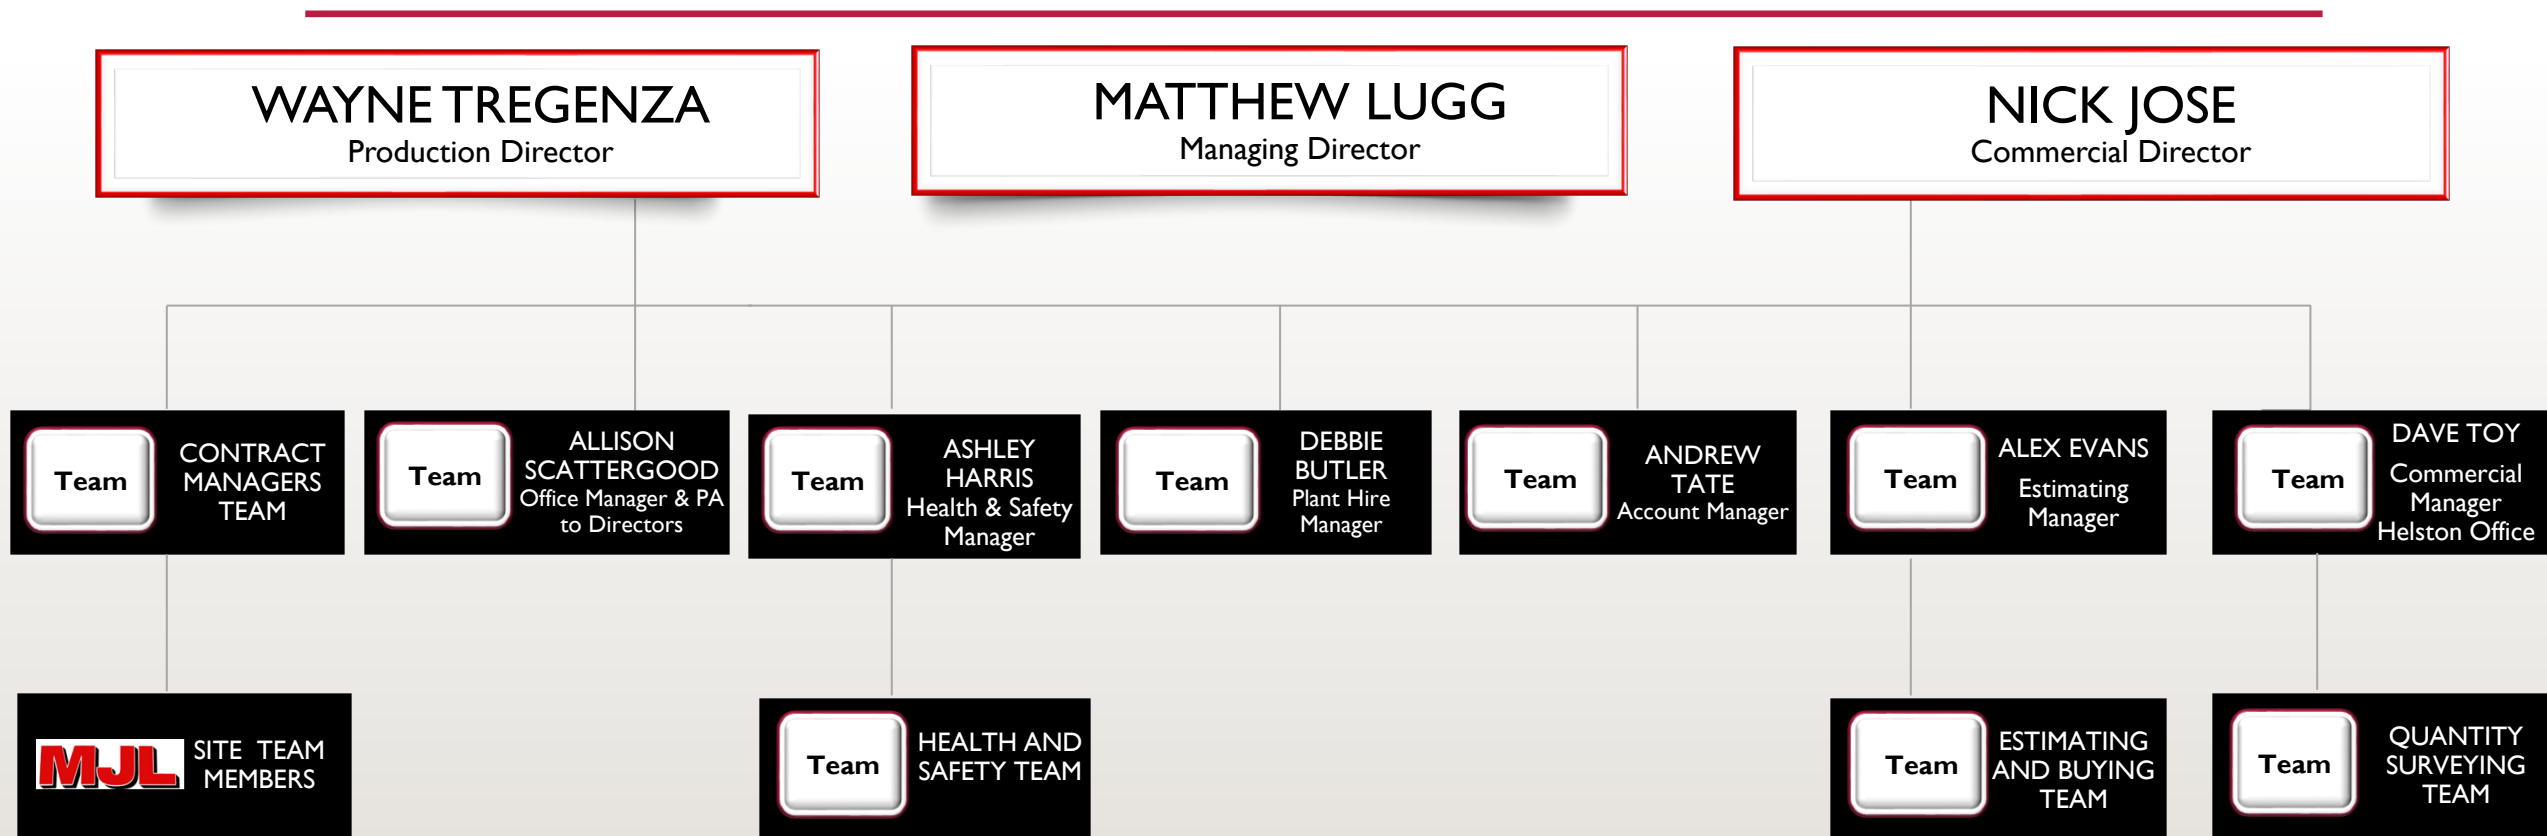 WAYNE TREGENZA
Production Director
MATTHEW LUGG
Managing Director
NICK JOSE
Commercial Director
Team
CONTRACT
MANAGERS
TEAM
Team
ALLISON
SCATTERGOOD
Office Manager & PA
to Directors
Team
ASHLEY
HARRIS
Health & Safety
Manager
Team
DEBBIE
BUTLER
Plant Hire
Manager
Team
ANDREW
TATE
Account Manager
Team
ALEX EVANS
Estimating
Manager
Team
DAVE TOY
Commercial
Manager
Helston Office
MJL
SITE TEAM
MEMBERS
Team
HEALTH AND
SAFETY TEAM
Team
ESTIMATING
AND BUYING
TEAM
Team
QUANTITY
SURVEYING
TEAM